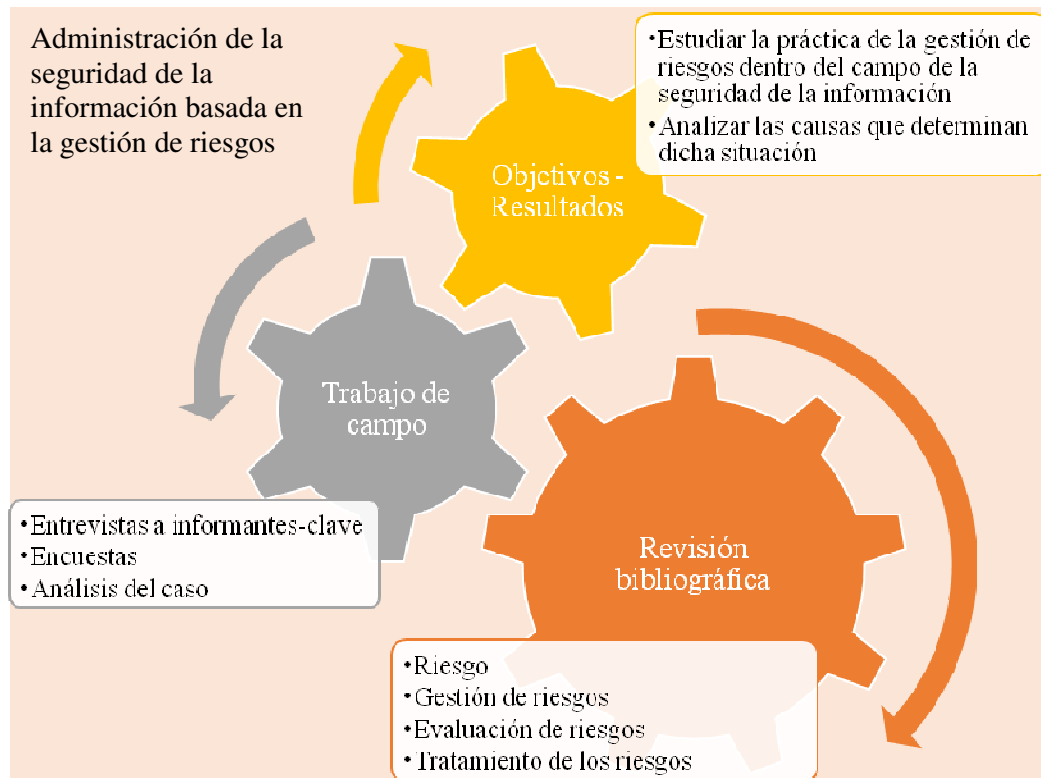 Administración de la
seguridad de la
información basada en
la gestión de riesgos
•Estudiar la práctica de la gestión de
riesgos dentro del campo de la
seguridad de la información
•Analizar las causas que determinan
dicha situación
Objetivos -
Resultados
Trabajo de
campo
•Entrevistas a informantes-clave
•Encuestas
•Análisis del caso
Revisión
bibliográfica
•Riesgo
•Gestión de riesgos
•Evaluación de riesgos
•Tratamiento de los riesgos